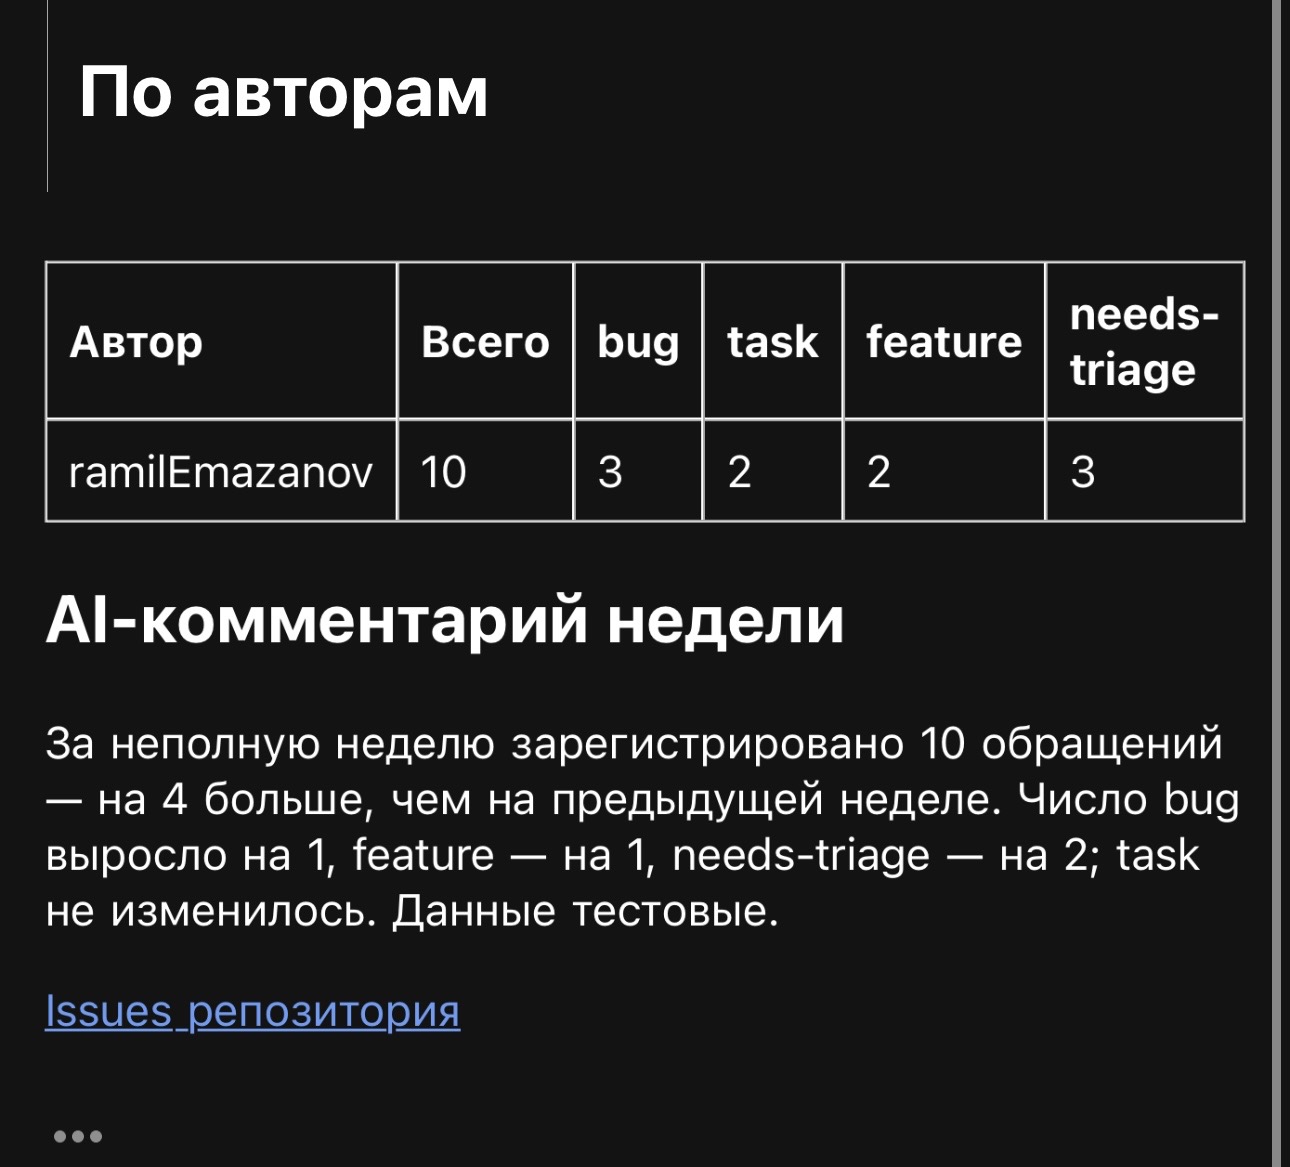 По авторам
Автор Всего bug task feature needs-
triage
ramilEmazanov 10 3 2 2 3
AI-комментарий недели
За неполную неделю зарегистрировано 10 обращений
— на 4 больше, чем на предыдущей неделе. Число bug
выросло на 1, feature — на 1, needs-triage — на 2; task
не изменилось. Данные тестовые.
Issues репозитория